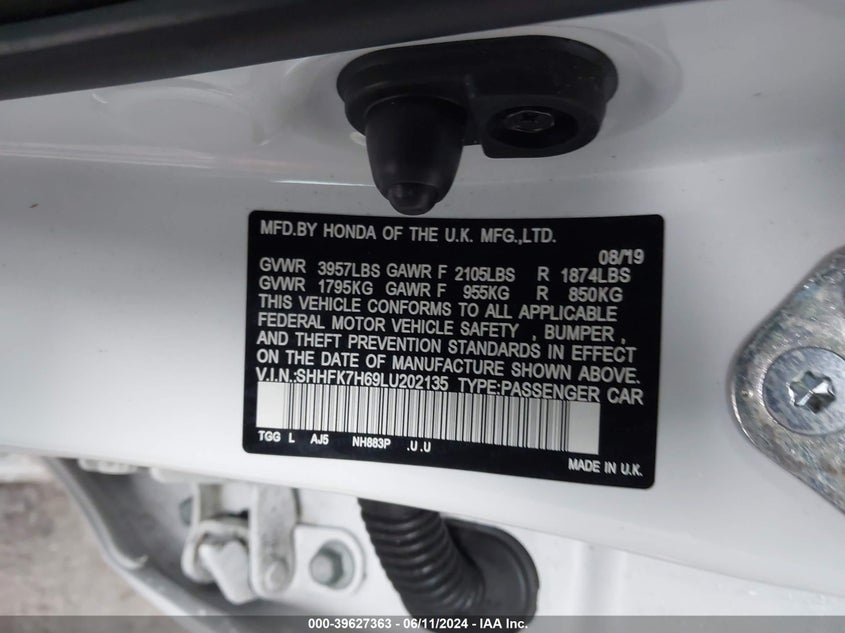 MFD.BY HONDA OF THE U.K. MFG.,LTD.
08/19
GVWR 3957LBS GAWR F 2105LBS R 1874LBS
GVWR 1795KG GAWR F 955KG R 850KG
THIS VEHICLE CONFORMS TO ALL APPLICABLE
FEDERAL MOTOR VEHICLE SAFETY , BUMPER ,
AND THEFT PREVENTION STANDARDS IN EFFECT
ON THE DATE OF MANUFACTURE SHOWN ABOVE.
V.I.N.:SHHFK7H69LU202135 TYPE:PASSENGER CAR
TGG L AJ5 NH883P .U .U
MADE IN U.K.
000-39627363 - 06/11/2024 - IAA Inc.